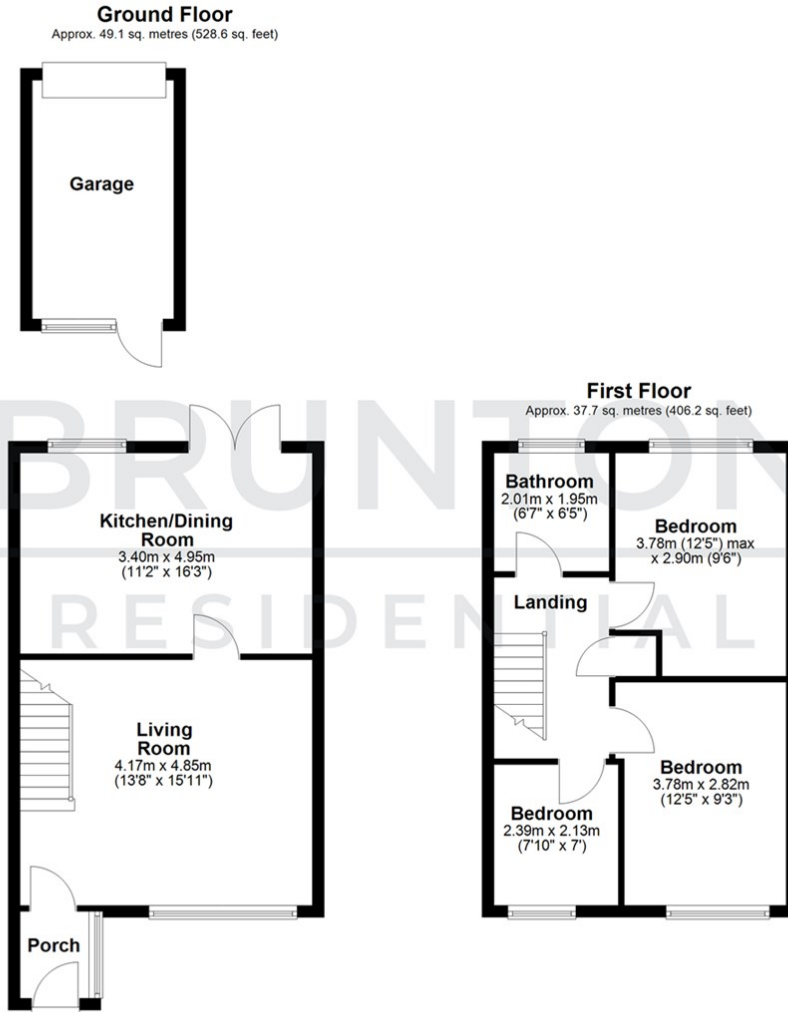 Ground Floor
Approx. 49.1 sq. metres (528.6 sq. feet)
Garage
Kitchen/Dining
Room
3.40m x 4.95m
(11'2" x 16'3")
Living
Room
4.17m x 4.85m
(13'8" x 15'11")
Porch
First Floor
Approx. 37.7 sq. metres (406.2 sq. feet)
Bathroom
2.01m x 1.95m
(6'7" x 6'5")
Bedroom
3.78m (12'5") max
x 2.90m (9'6")
Landing
Bedroom
3.78m x 2.82m
(12'5" x 9'3")
Bedroom
2.39m x 2.13m
(7'10" x 7')
BRUNTON
RESIDENTIAL